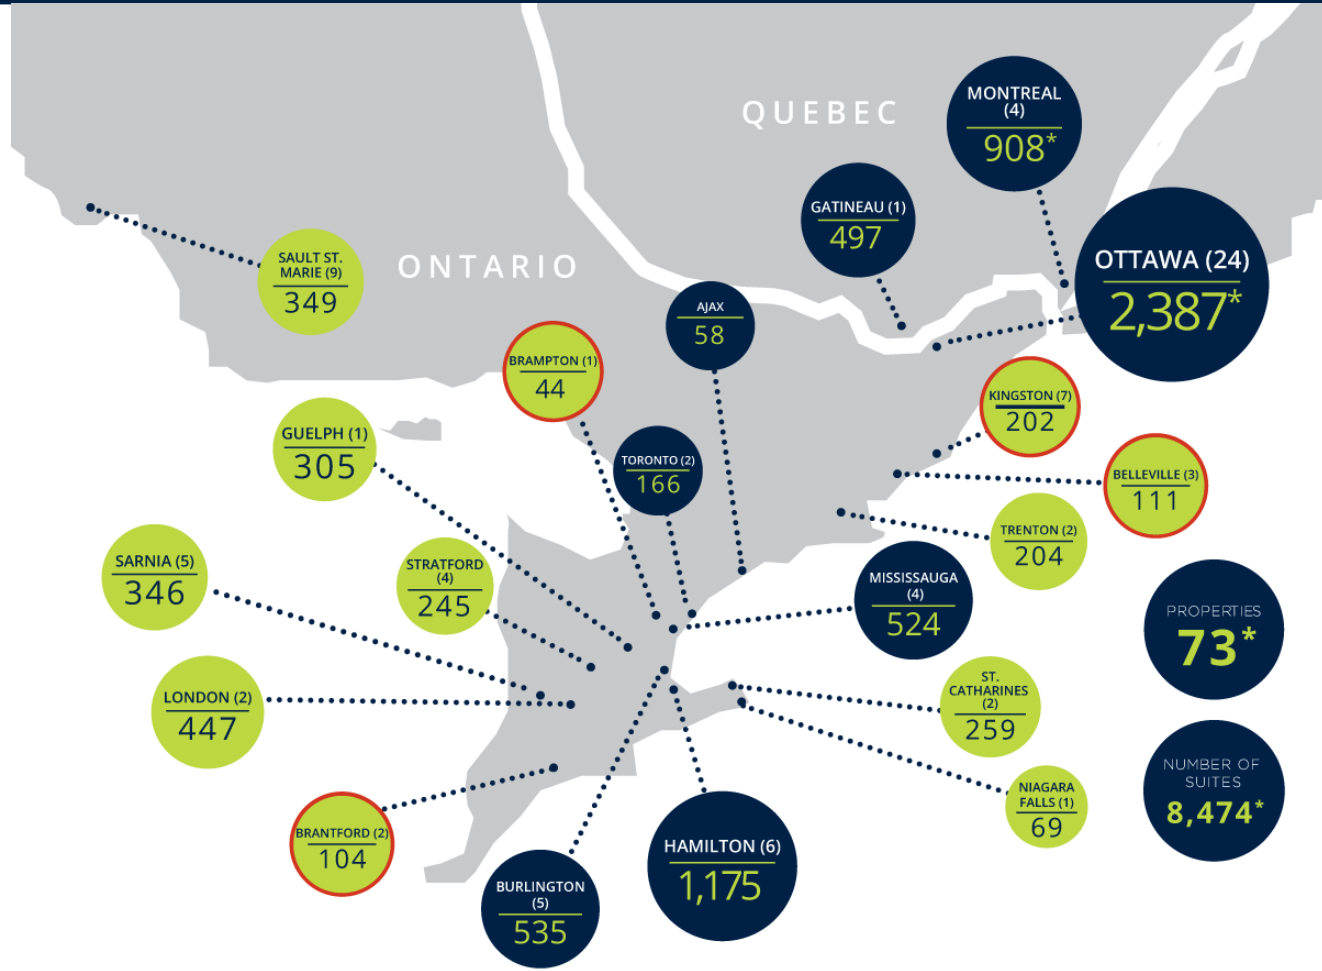 QUEBEC
MONTREAL
(4)
908*
GATINEAU (1)
497
OTTAWA (24)
2,387*
SAULT ST.
MARIE (9)
349
ONTARIO
AJAX
58
BRAMPTON (1)
44
KINGSTON (7)
202
GUELPH (1)
305
TORONTO (2)
166
BELLEVILLE (3)
111
TRENTON (2)
204
SARNIA (5)
346
STRATFORD
(4)
245
MISSISSAUGA
(4)
524
PROPERTIES
73*
LONDON (2)
447
ST.
CATHARINES
(2)
259
NUMBER OF
SUITES
8,474*
NIAGARA
FALLS (1)
69
BRANTFORD (2)
104
HAMILTON (6)
1,175
BURLINGTON
(5)
535